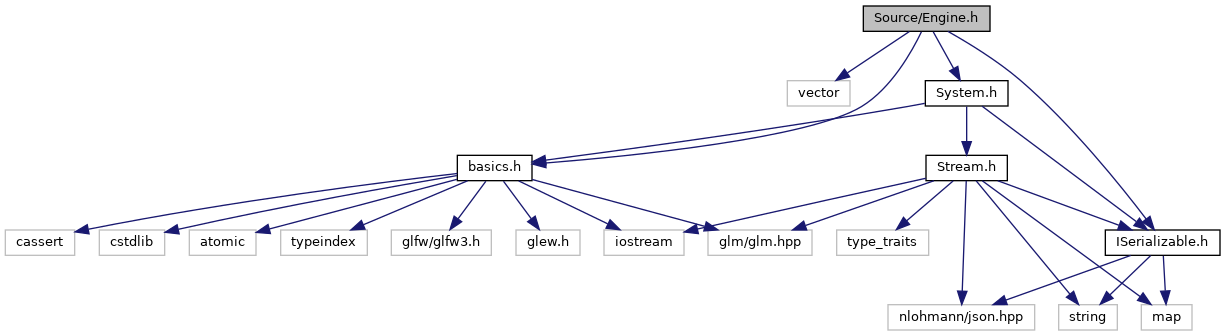 Source/Engine.h
vector
System.h
basics.h
Stream.h
cassert
cstdlib
atomic
typeindex
glfw/glfw3.h
glew.h
iostream
glm/glm.hpp
type_traits
ISerializable.h
nlohmann/json.hpp
string
map